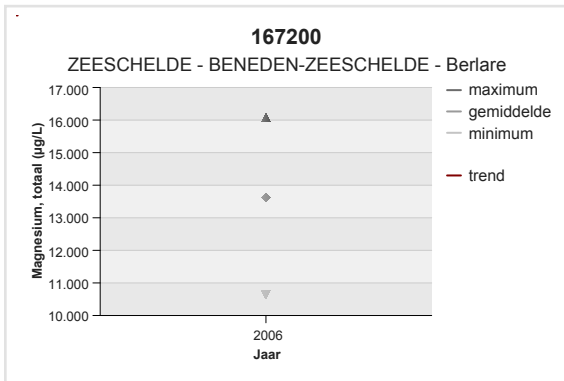 167200
ZEESCHELDE - BENEDEN-ZEESCHELDE - Berlare
17.000
16.000
15.000
14.000
13.000
12.000
11.000
10.000
Magnesium, totaal (µg/L)
2006
Jaar
maximum
gemiddelde
minimum
trend